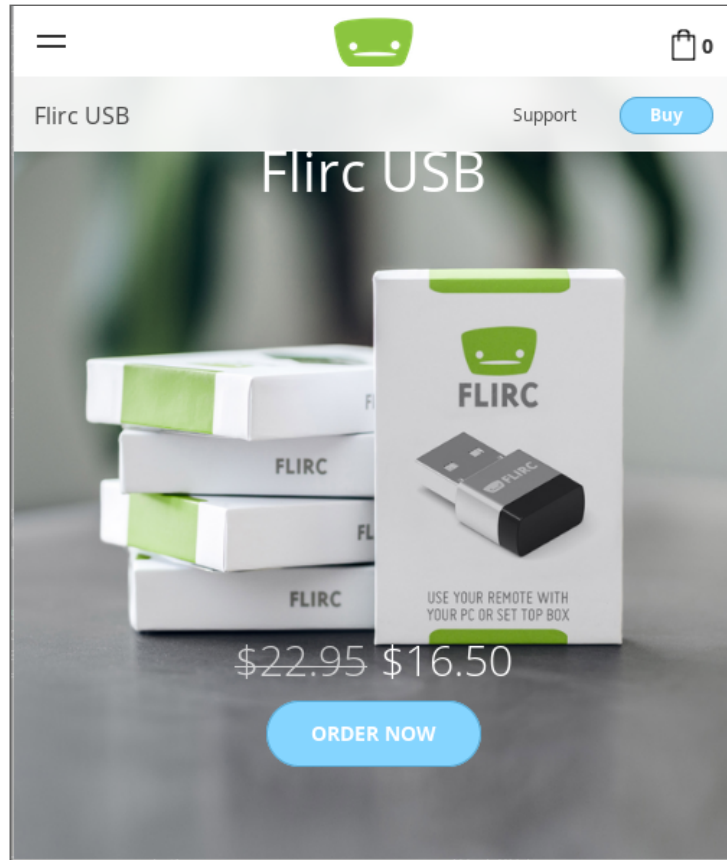 0
Flirc USB
Support
Buy
Flirc USB
FLIRC
FLIRC
FLIRC
FLIRC
USE YOUR REMOTE WITH
YOUR PC OR SET TOP BOX
$22.95 $16.50
ORDER NOW